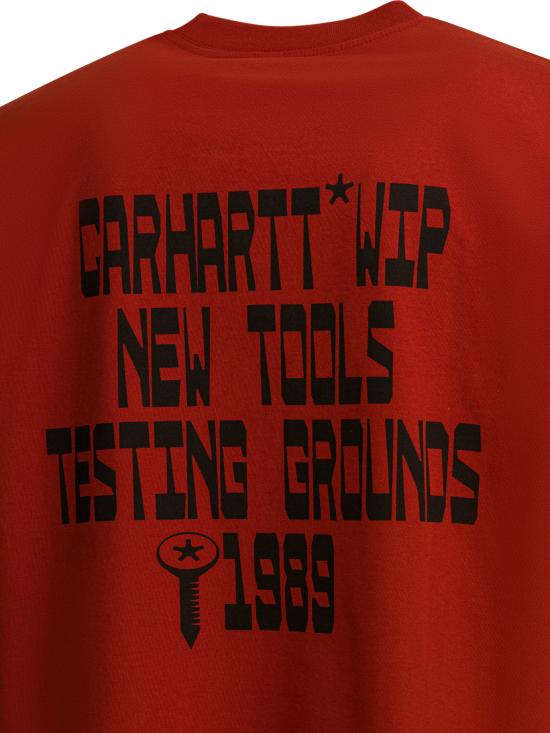 CARHARTT*WIP
NEW TOOLS
TESTING GROUNDS
1989